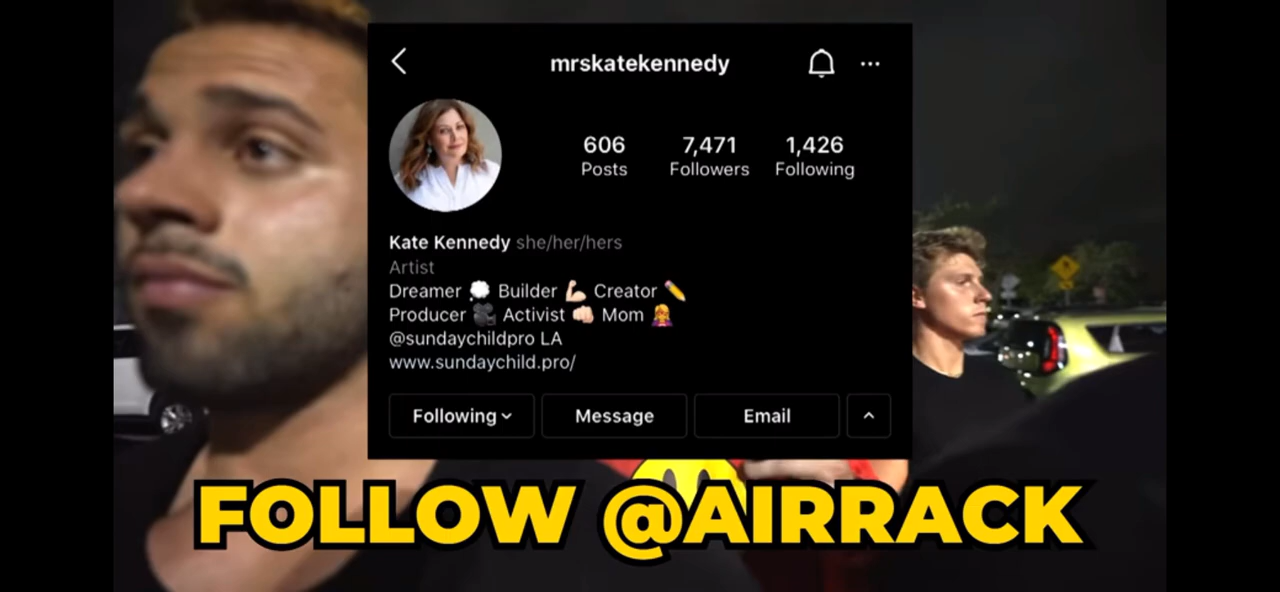 mrskatekennedy
606 7,471 1,426
Posts Followers Following
Kate Kennedy she/her/hers
Artist
Dreamer 💭 Builder 💪🏻 Creator ✏️
Producer 🎥 Activist 👊🏻 Mom 🤷‍♀️
@sundaychildpro LA
www.sundaychild.pro/
Following Message Email
FOLLOW @AIRRACK